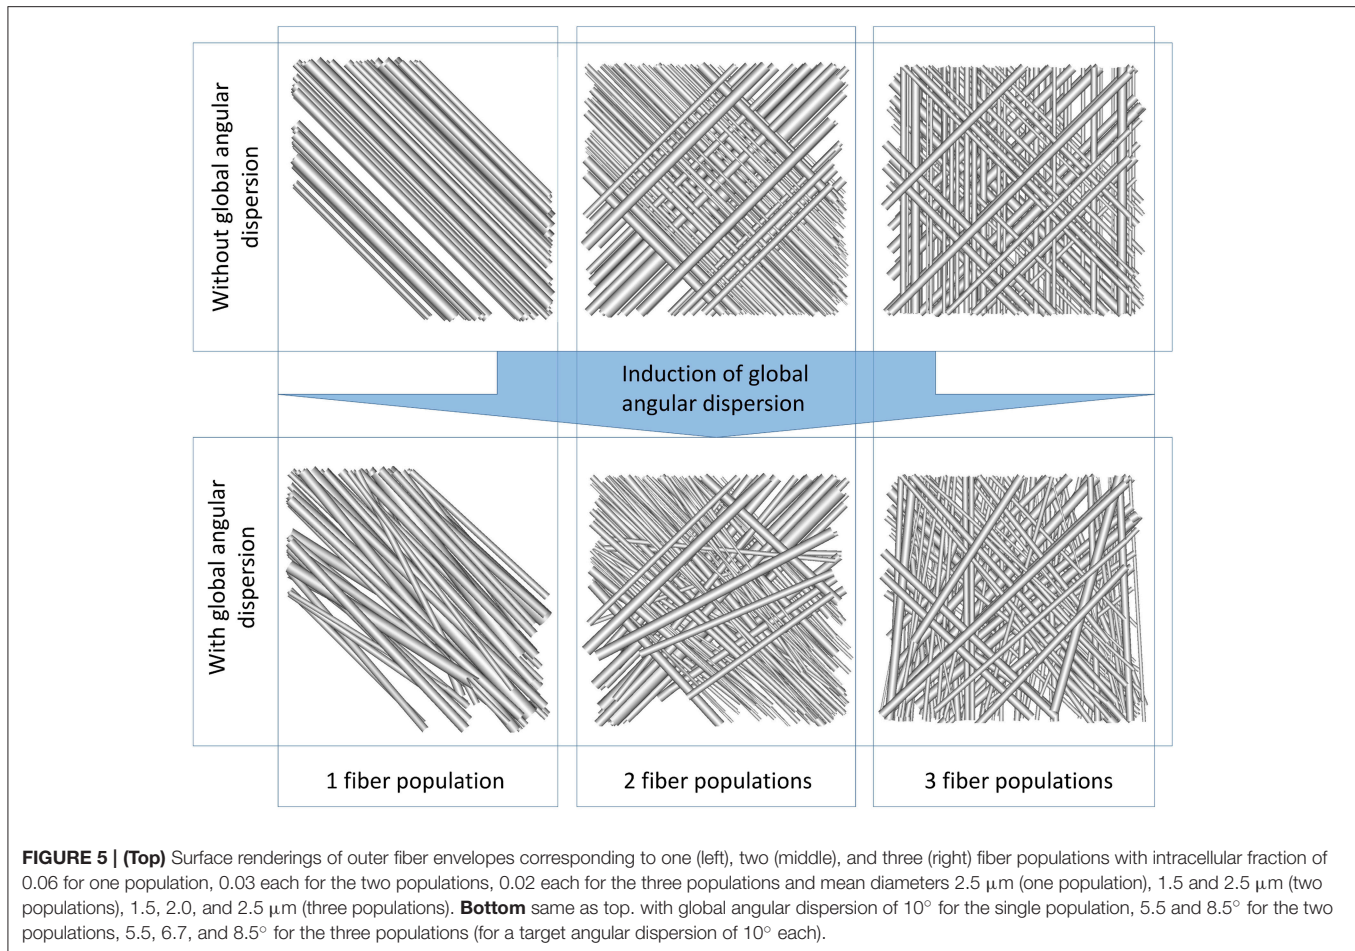 Without global angular
dispersion
Induction of global
angular dispersion
With global angular
dispersion
1 fiber population
2 fiber populations
3 fiber populations
FIGURE 5 | (Top) Surface renderings of outer fiber envelopes corresponding to one (left), two (middle), and three (right) fiber populations with intracellular fraction of
0.06 for one population, 0.03 each for the two populations, 0.02 each for the three populations and mean diameters 2.5 μm (one population), 1.5 and 2.5 μm (two
populations), 1.5, 2.0, and 2.5 μm (three populations). Bottom same as top. with global angular dispersion of 10° for the single population, 5.5 and 8.5° for the two
populations, 5.5, 6.7, and 8.5° for the three populations (for a target angular dispersion of 10° each).